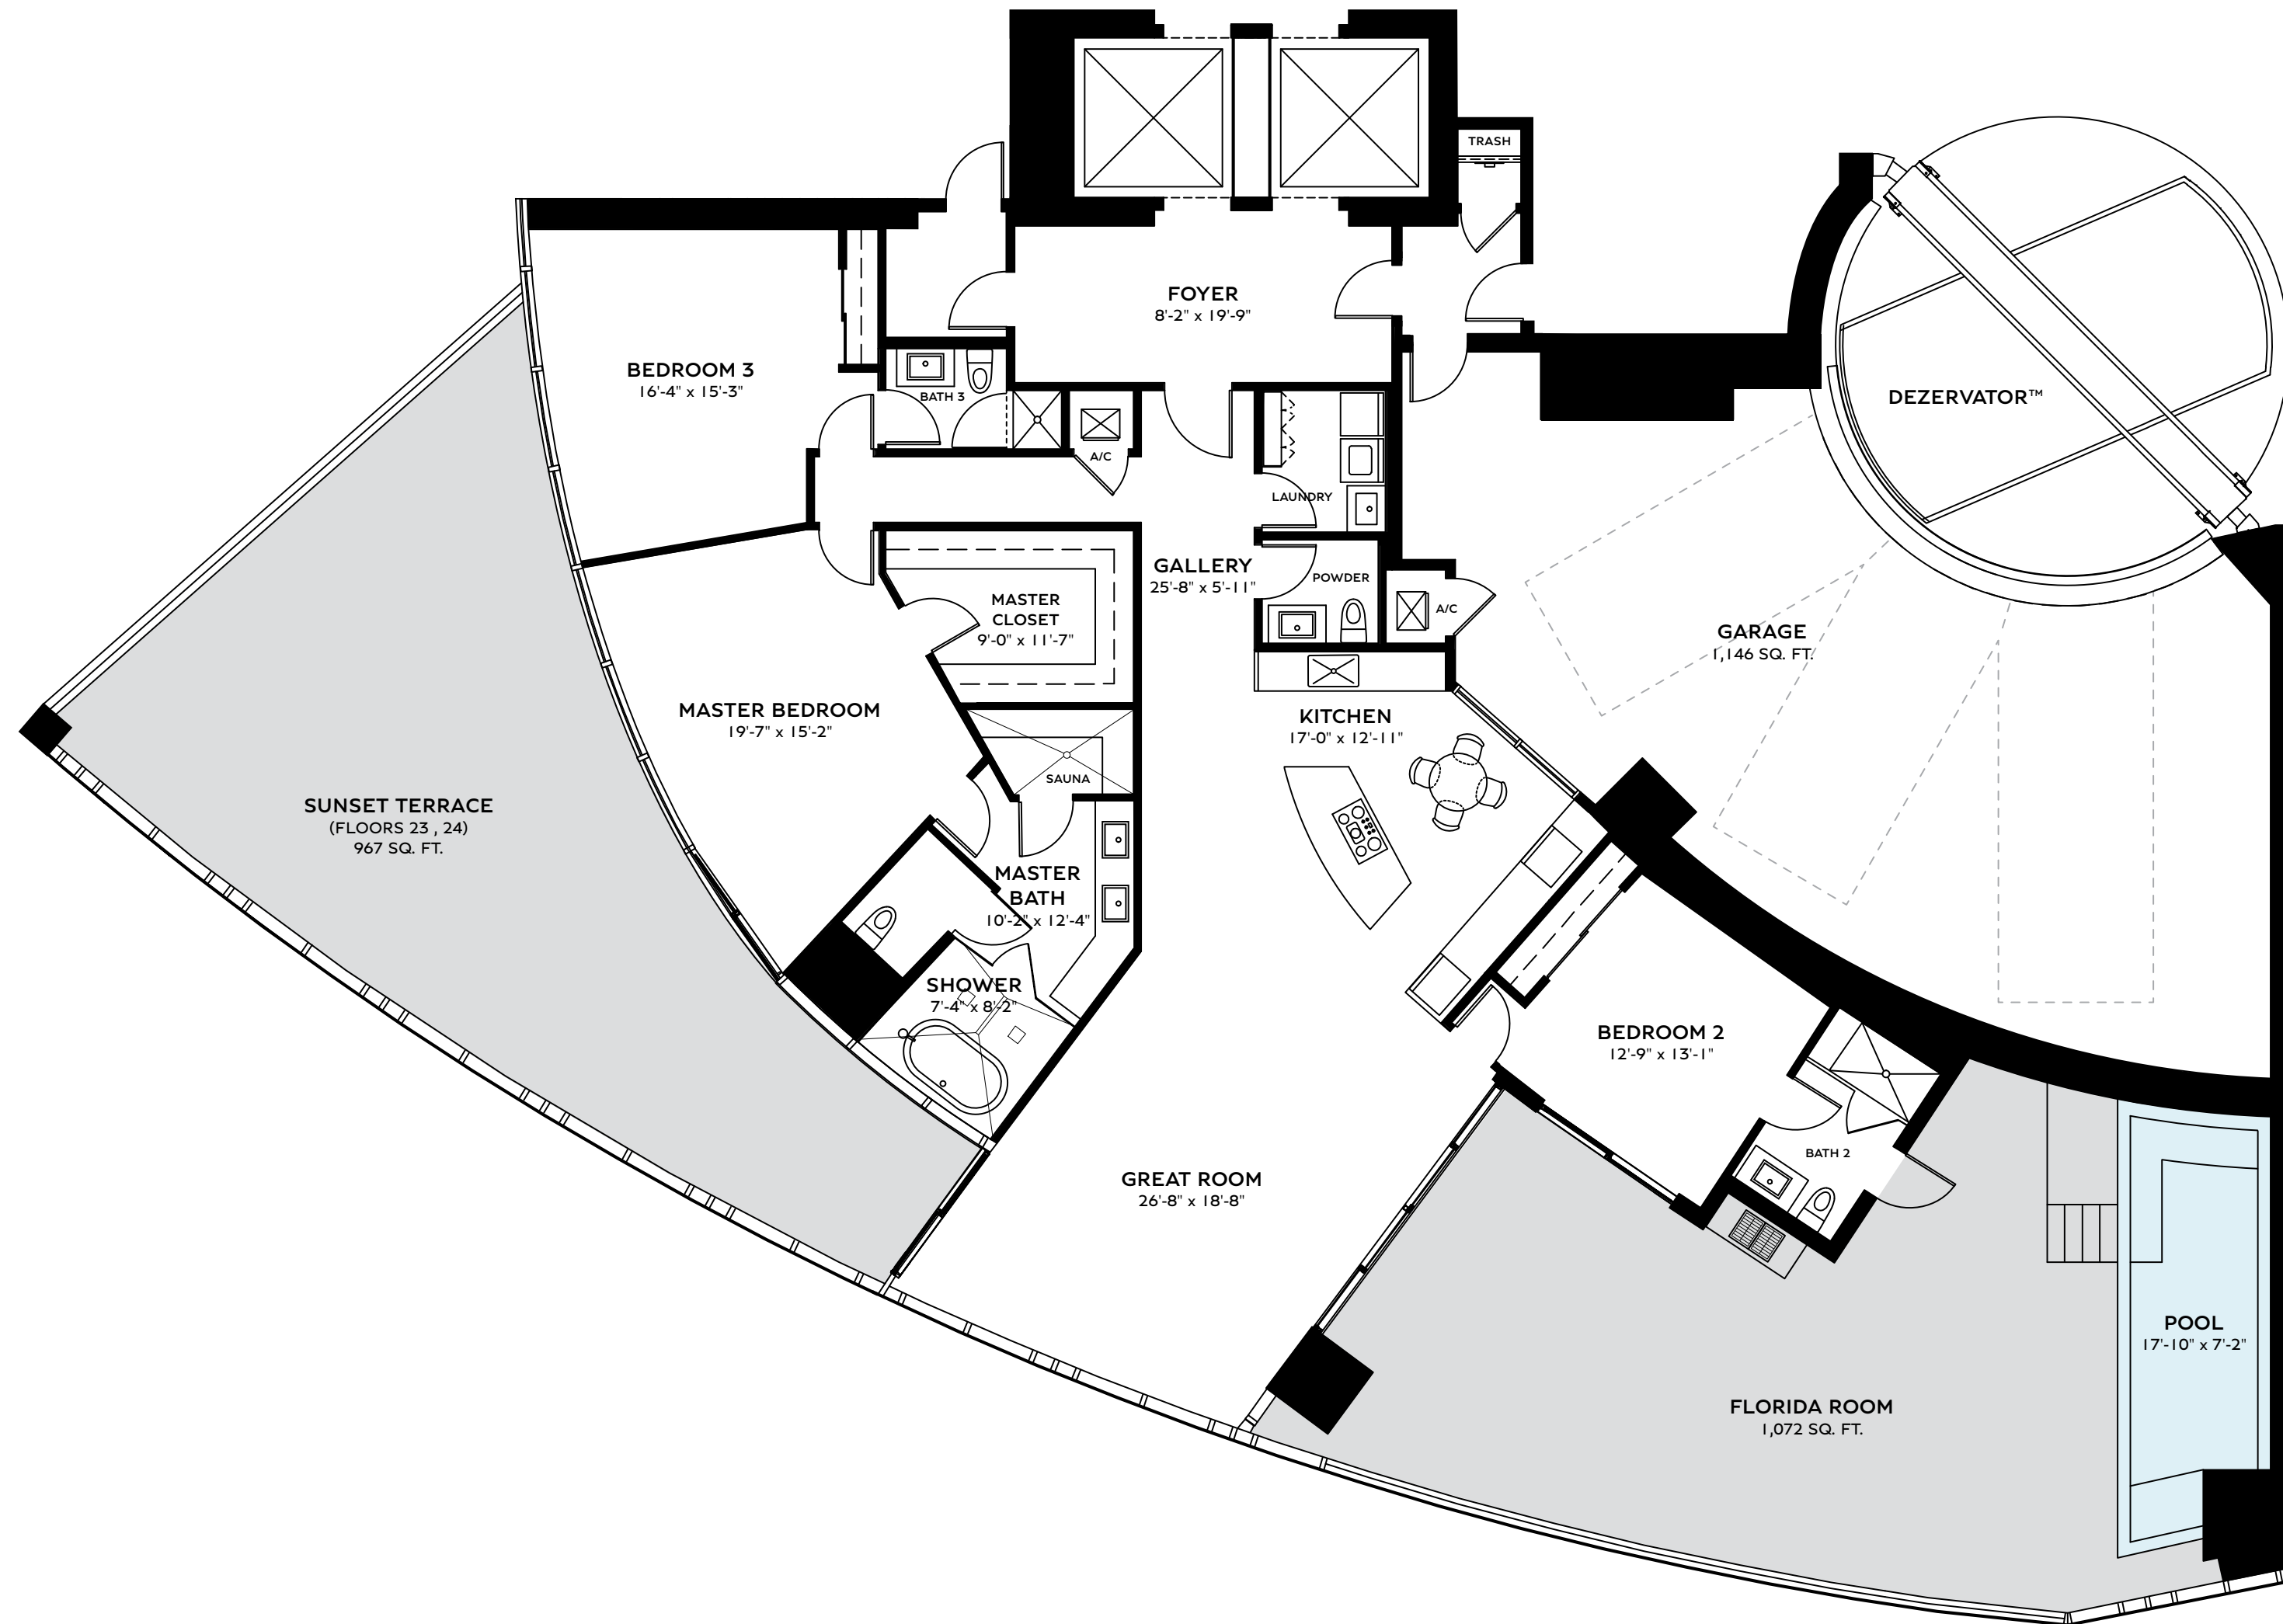 TRASH
FOYER
8'-2" x 19'-9"
BEDROOM 3
16'-4" x 15'-3"
BATH 3
A/C
LAUNDRY
DEZERVATOR™
GALLERY
25'-8" x 5'-11"
POWDER
A/C
MASTER
CLOSET
9'-0" x 11'-7"
GARAGE
1,146 SQ. FT.
MASTER BEDROOM
19'-7" x 15'-2"
KITCHEN
17'-0" x 12'-11"
SAUNA
SUNSET TERRACE
(FLOORS 23 , 24)
967 SQ. FT.
MASTER
BATH
10'-2" x 12'-4"
SHOWER
7'-4" x 8'-2"
BEDROOM 2
12'-9" x 13'-1"
BATH 2
GREAT ROOM
26'-8" x 18'-8"
POOL
17'-10" x 7'-2"
FLORIDA ROOM
1,072 SQ. FT.